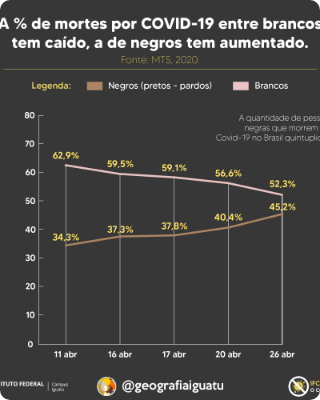 A % de mortes por COVID-19 entre brancos
tem caído, a de negros tem aumentado.
Fonte: MTS, 2020.
Legenda: Negros (pretos - pardos) Brancos
A quantidade de
negras que morrem
Covid-19 no Brasil
80
70
60
50
40
30
20
10
0
62,9% 59,5% 59,1% 56,6% 52,3%
34,3% 37,3% 37,8% 40,4% 45,2%
11 abr 16 abr 17 abr 20 abr 26 abr
FEDERAL Campus
Iguatu
@geografiaiguatu
IFC